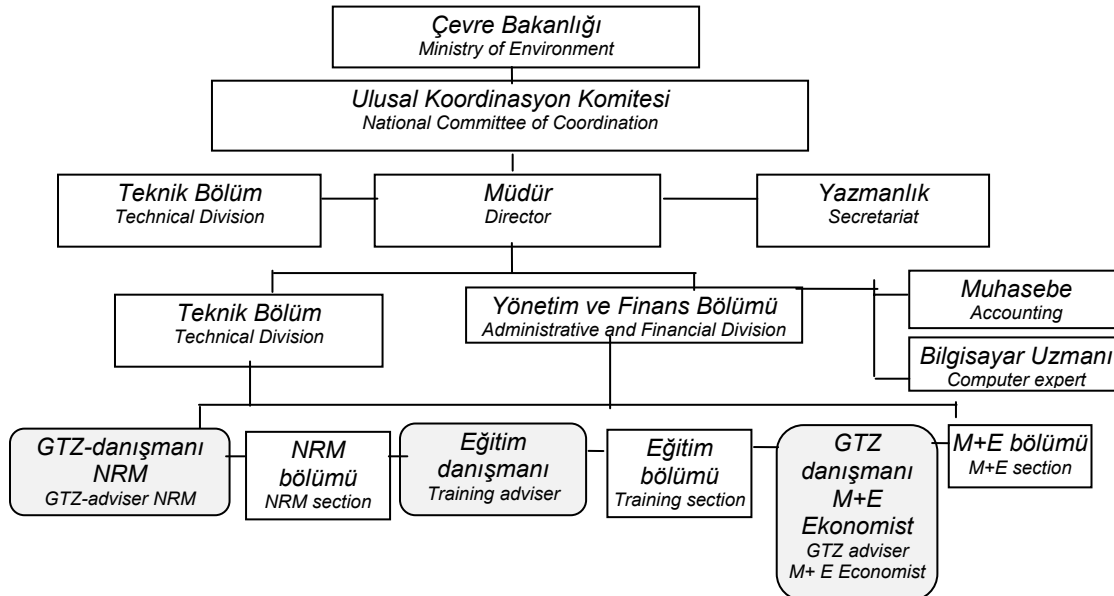 Çevre Bakanlığı
Ministry of Environment
Ulusal Koordinasyon Komitesi
National Committee of Coordination
Teknik Bölüm
Technical Division
Müdür
Director
Yazmanlık
Secretariat
Teknik Bölüm
Technical Division
Yönetim ve Finans Bölümü
Administrative and Financial Division
Muhasebe
Accounting
Bilgisayar Uzmanı
Computer expert
GTZ-danışmanı
NRM
GTZ-adviser NRM
NRM
bölümü
NRM section
Eğitim
danışmanı
Training adviser
Eğitim
bölümü
Training section
GTZ
danışmanı
M+E
Ekonomist
GTZ adviser
M+ E Economist
M+E bölümü
M+E section